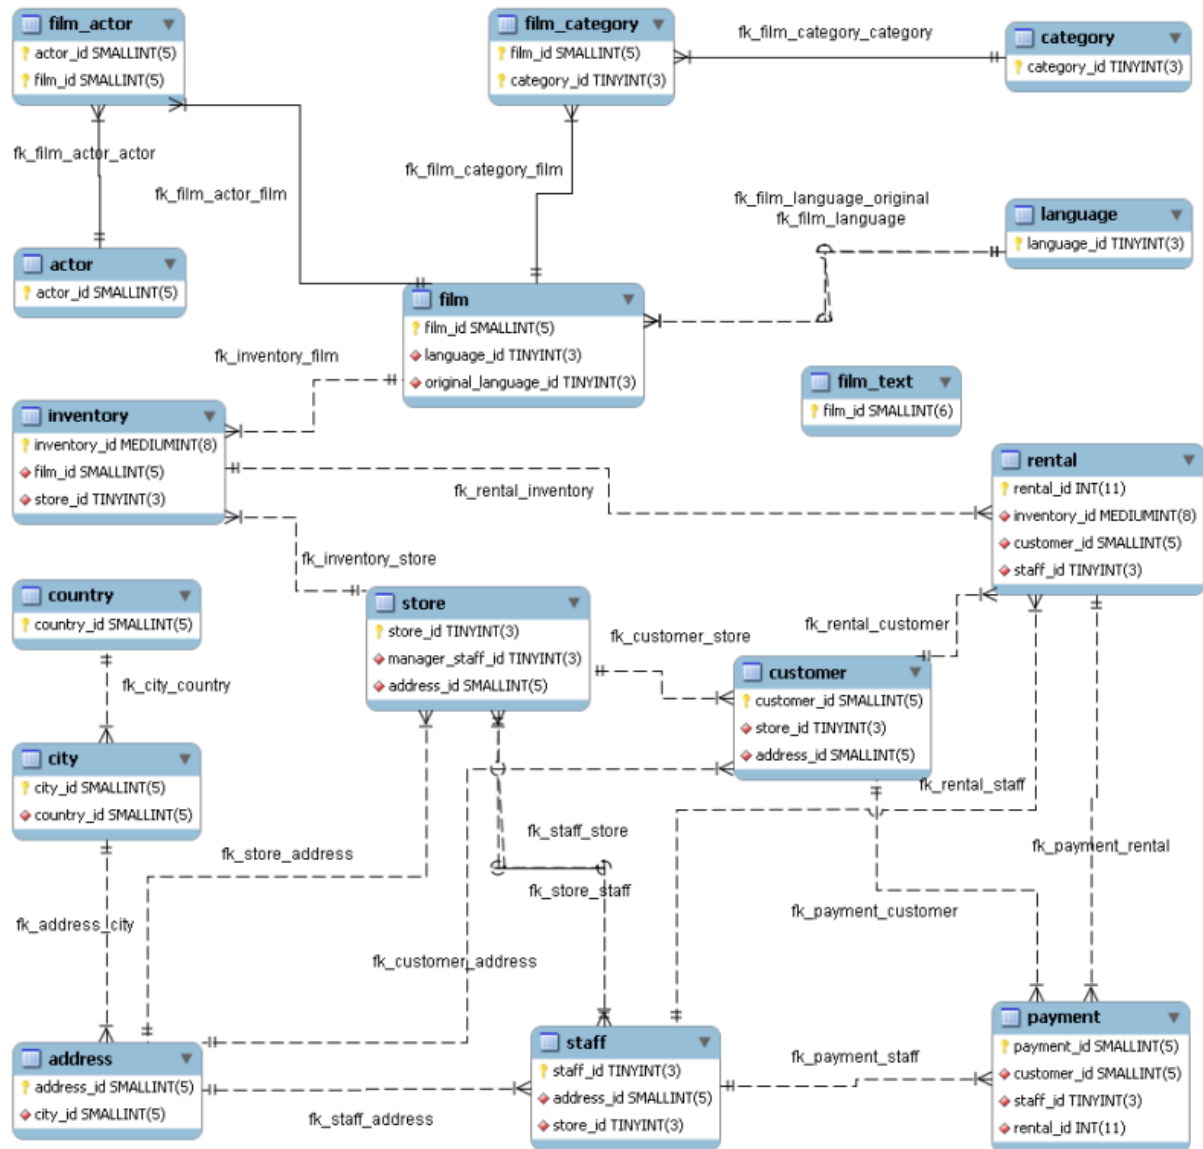 film_actor
actor_id SMALLINT(5)
film_id SMALLINT(5)
film_category
film_id SMALLINT(5)
category_id TINYINT(3)
fk_film_category_category
category
category_id TINYINT(3)
fk_film_actor_actor
fk_film_actor_film
fk_film_category_film
fk_film_language_original
fk_film_language
language
language_id TINYINT(3)
actor
actor_id SMALLINT(5)
film
film_id SMALLINT(5)
language_id TINYINT(3)
original_language_id TINYINT(3)
fk_inventory_film
film_text
film_id SMALLINT(6)
inventory
inventory_id MEDIUMINT(8)
film_id SMALLINT(5)
store_id TINYINT(3)
fk_rental_inventory
rental
rental_id INT(11)
inventory_id MEDIUMINT(8)
customer_id SMALLINT(5)
staff_id TINYINT(3)
fk_inventory_store
country
country_id SMALLINT(5)
store
store_id TINYINT(3)
manager_staff_id TINYINT(3)
address_id SMALLINT(5)
fk_customer_store
fk_rental_customer
customer
customer_id SMALLINT(5)
store_id TINYINT(3)
address_id SMALLINT(5)
fk_city_country
city
city_id SMALLINT(5)
country_id SMALLINT(5)
fk_rental_staff
fk_staff_store
fk_store_address
fk_payment_rental
fk_store_staff
fk_address_city
fk_payment_customer
fk_customer_address
address
address_id SMALLINT(5)
city_id SMALLINT(5)
fk_staff_address
staff
staff_id TINYINT(3)
address_id SMALLINT(5)
store_id TINYINT(3)
fk_payment_staff
payment
payment_id SMALLINT(5)
customer_id SMALLINT(5)
staff_id TINYINT(3)
rental_id INT(11)